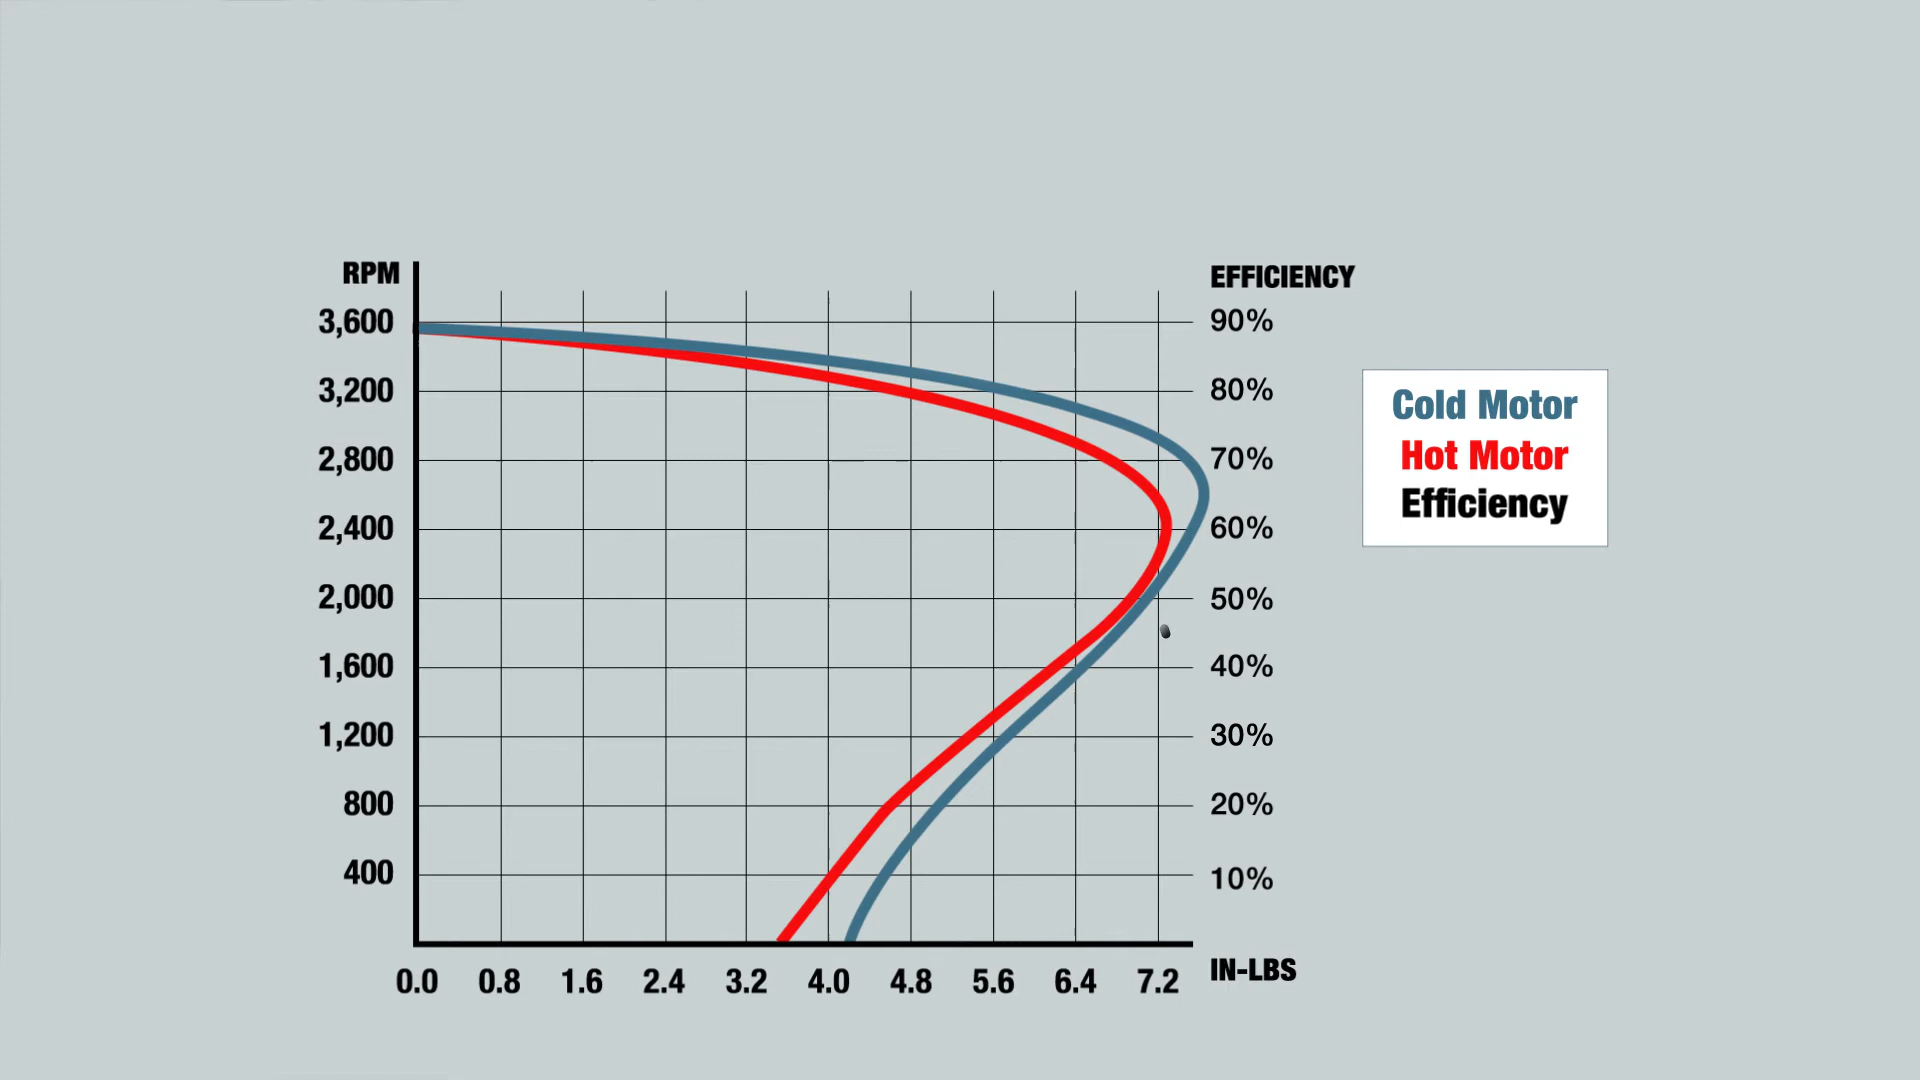 RPM
EFFICIENCY
3,600
90%
3,200
80%
2,800
70%
2,400
60%
2,000
50%
1,600
40%
1,200
30%
800
20%
400
10%
0.0 0.8 1.6 2.4 3.2 4.0 4.8 5.6 6.4 7.2
IN-LBS
Cold Motor
Hot Motor
Efficiency